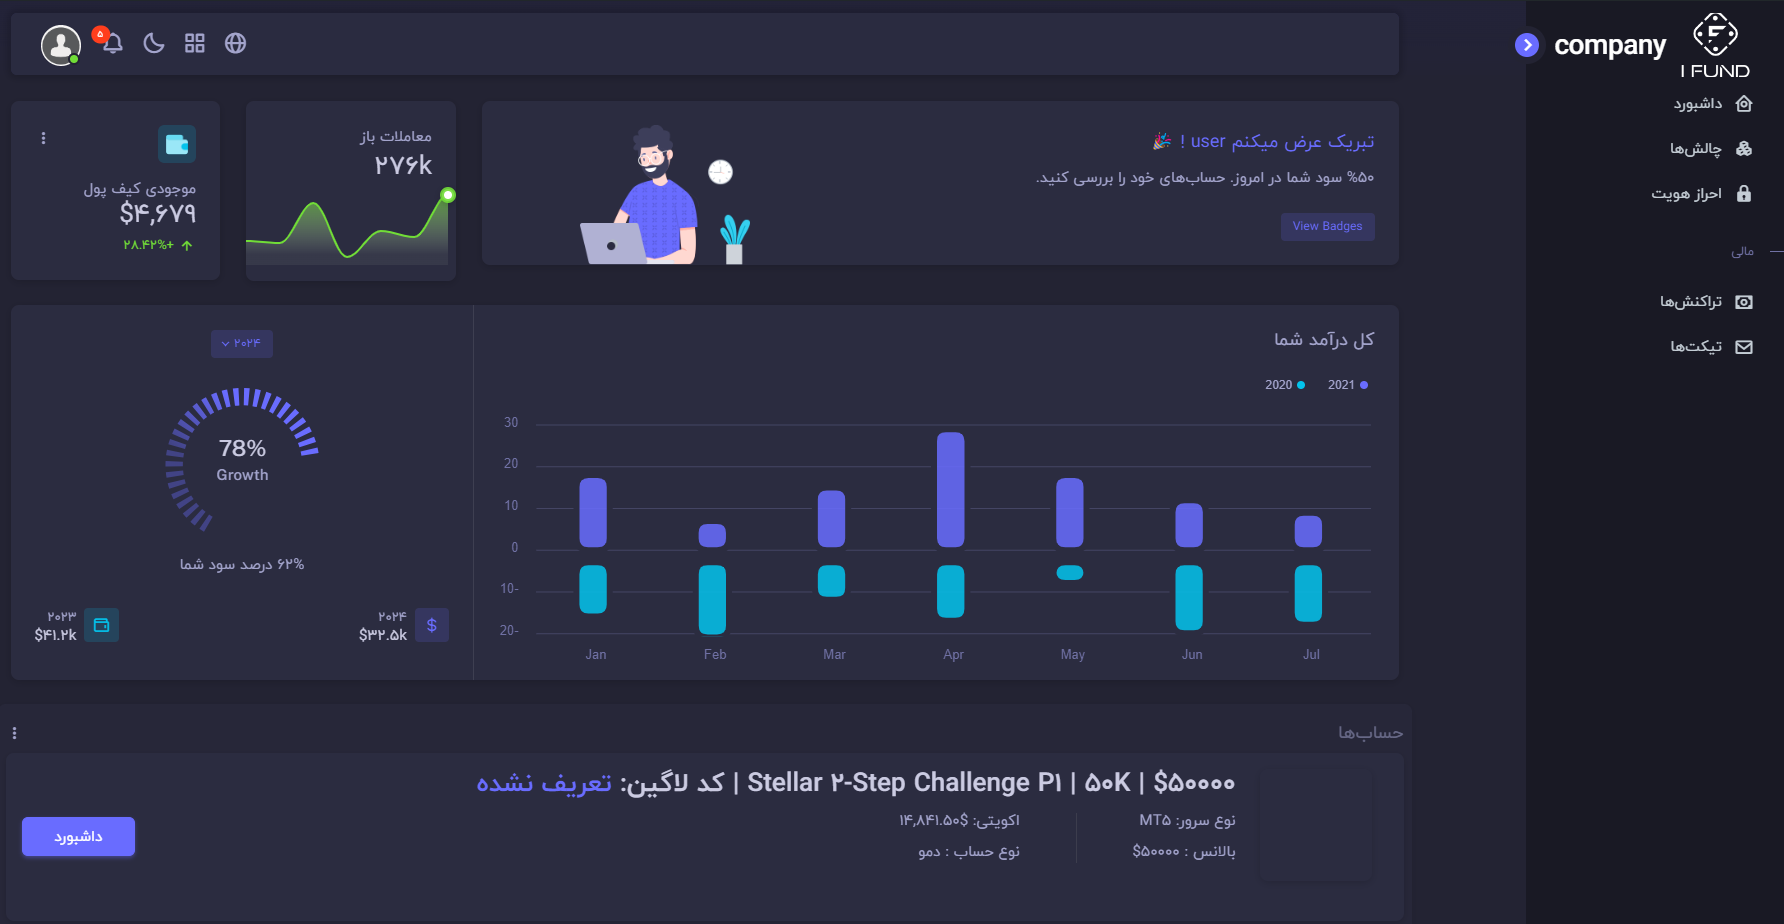 company
I FUND
داشبورد
چالش‌ها
احراز هویت
مالی
تراکنش‌ها
تیکت‌ها
۵
تبریک عرض میکنم user !
%۵۰ سود شما در امروز. حساب‌های خود را بررسی کنید.
View Badges
معاملات باز
۲۷۶k
موجودی کیف پول
$۴,۶۷۹
۲۸.۴۲%+
کل درآمد شما
2021
2020
30
20
10
0
10-
20-
Jan Feb Mar Apr May Jun Jul
۲۰۲۴
78%
Growth
%۶۲ درصد سود شما
۲۰۲۴
$۳۲.۵k
۲۰۲۳
$۴۱.۲k
حساب‌ها
Stellar ۲-Step Challenge P۱ | ۵۰K | $۵۰۰۰۰ | کد لاگین: تعریف نشده
نوع سرور: MT۵
اکویتی: $۱۴,۸۴۱.۵۰
بالانس : $۵۰۰۰۰
نوع حساب : دمو
داشبورد